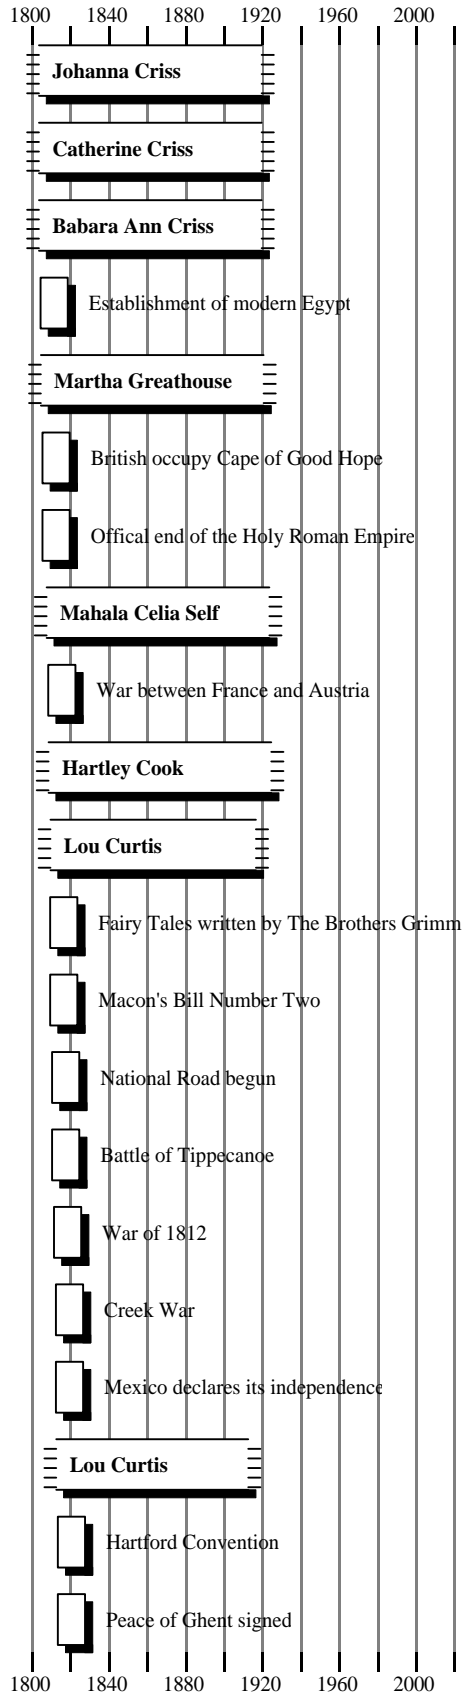 1800 1840 1880 1920 1960 2000
Johanna Criss
Catherine Criss
Babara Ann Criss
Establishment of modern Egypt
Martha Greathouse
British occupy Cape of Good Hope
Offical end of the Holy Roman Empire
Mahala Celia Self
War between France and Austria
Hartley Cook
Lou Curtis
Fairy Tales written by The Brothers Grimm
Macon's Bill Number Two
National Road begun
Battle of Tippecanoe
War of 1812
Creek War
Mexico declares its independence
Lou Curtis
Hartford Convention
Peace of Ghent signed
1800 1840 1880 1920 1960 2000